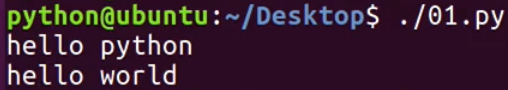 python@ubuntu:~/Desktop$ ./01.py
hello python
hello world